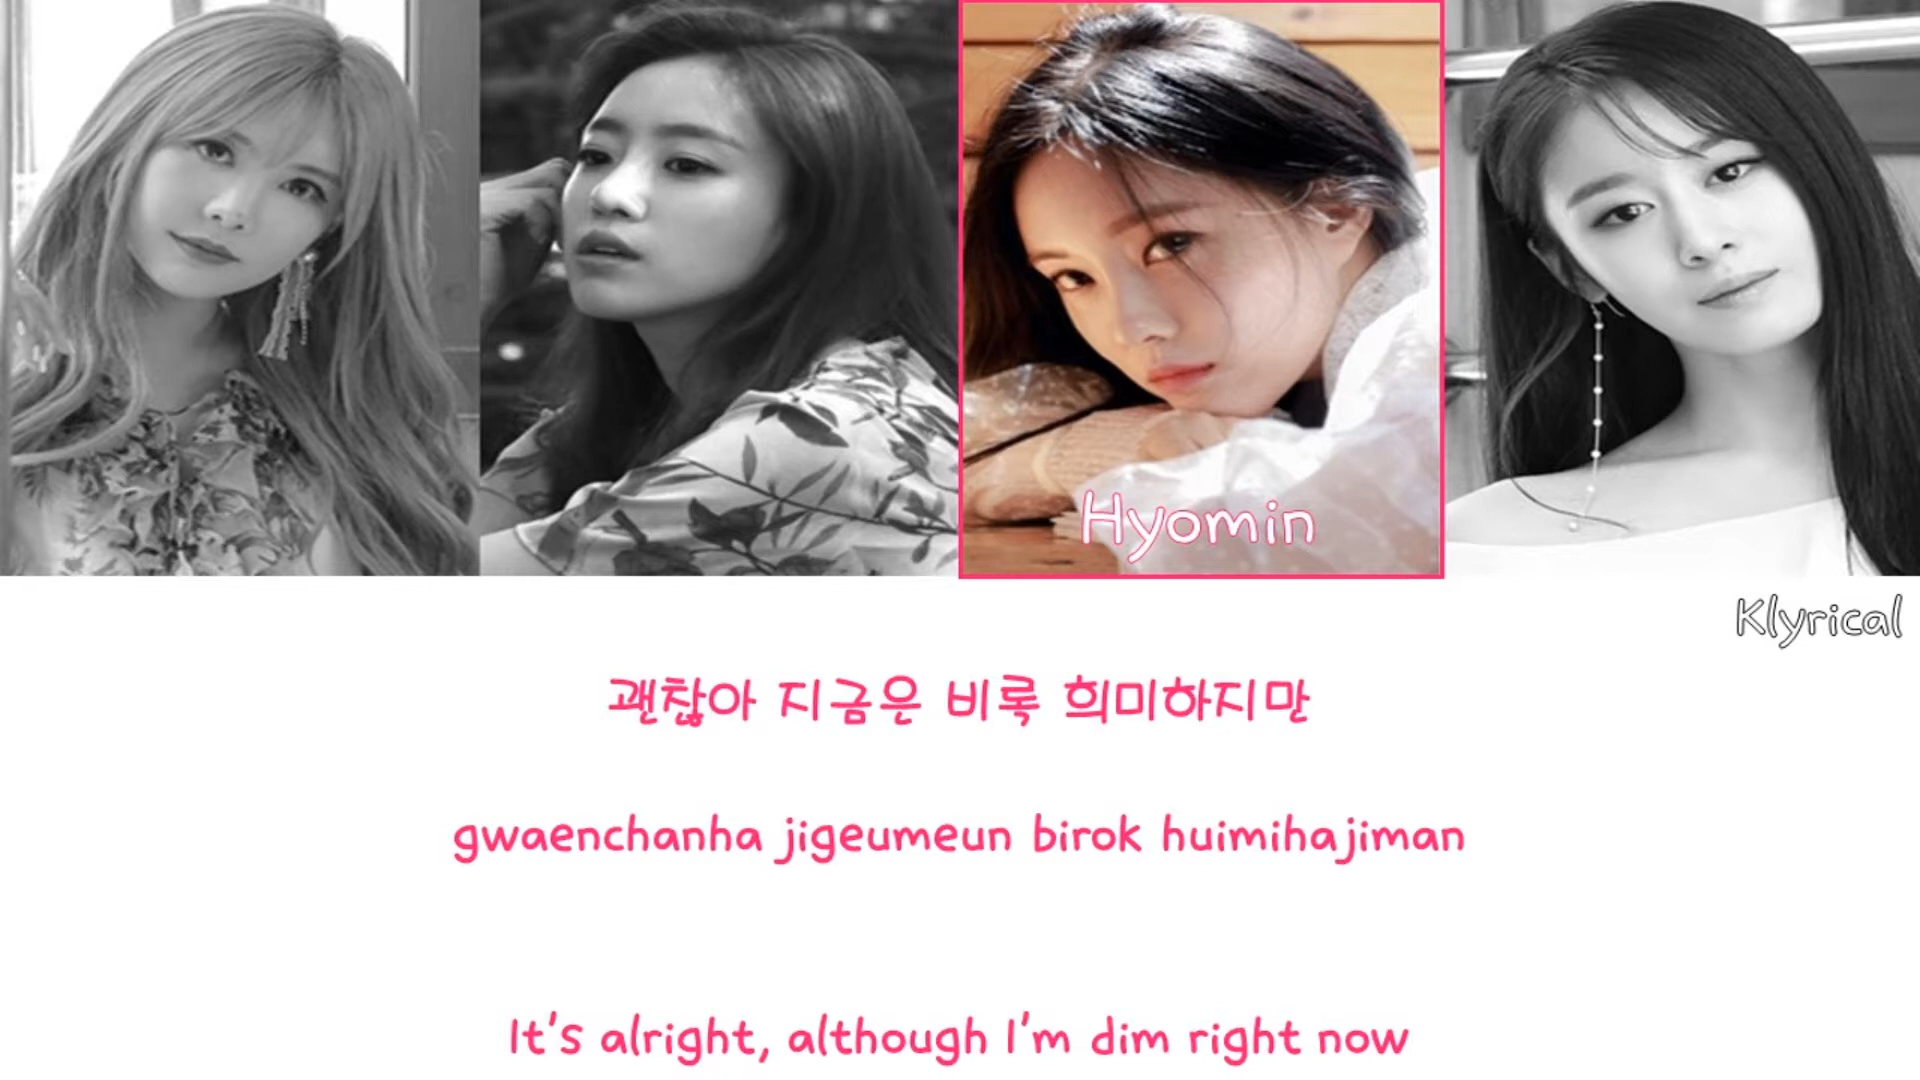 Hyomin
Klyrical
괜찮아 지금은 비록 희미하지만
gwaenchanha jigeumeun birok huimihajiman
It's alright, although I'm dim right now